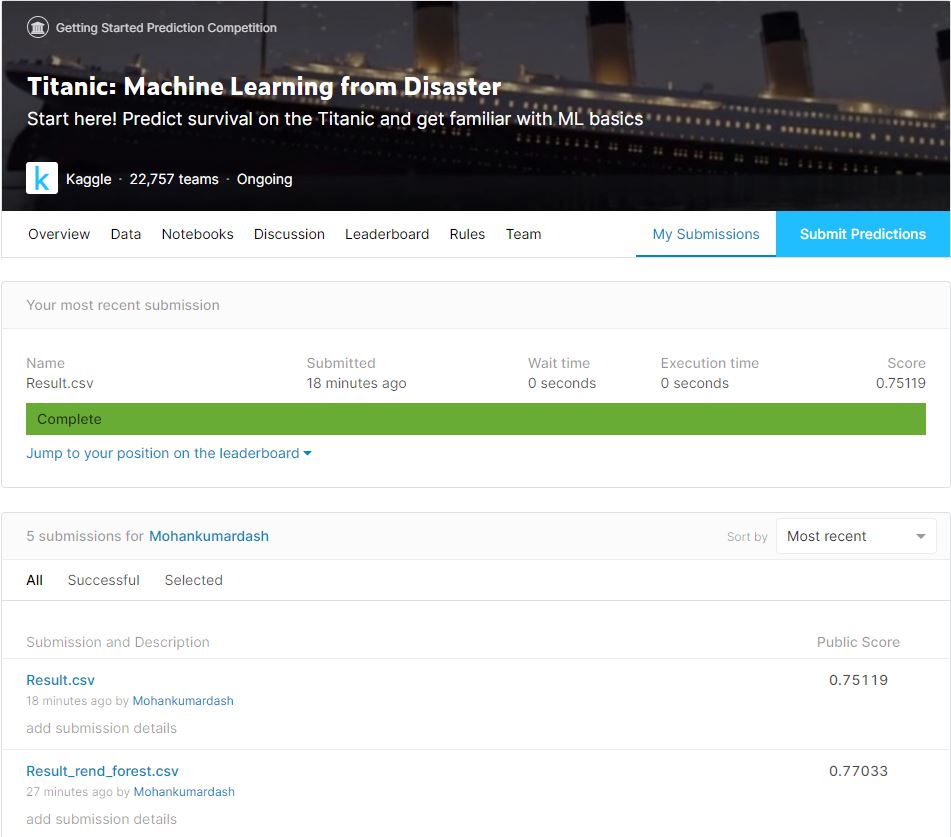 Getting Started Prediction Competition
Titanic: Machine Learning from Disaster
Start here! Predict survival on the Titanic and get familiar with ML basics
k Kaggle · 22,757 teams · Ongoing
Overview Data Notebooks Discussion Leaderboard Rules Team My Submissions Submit Predictions
Your most recent submission
Name Submitted Wait time Execution time Score
Result.csv 18 minutes ago 0 seconds 0 seconds 0.75119
Complete
Jump to your position on the leaderboard
5 submissions for Mohankumardash Sort by Most recent
All Successful Selected
Submission and Description Public Score
Result.csv 0.75119
18 minutes ago by Mohankumardash
add submission details
Result_rend_forest.csv 0.77033
27 minutes ago by Mohankumardash
add submission details